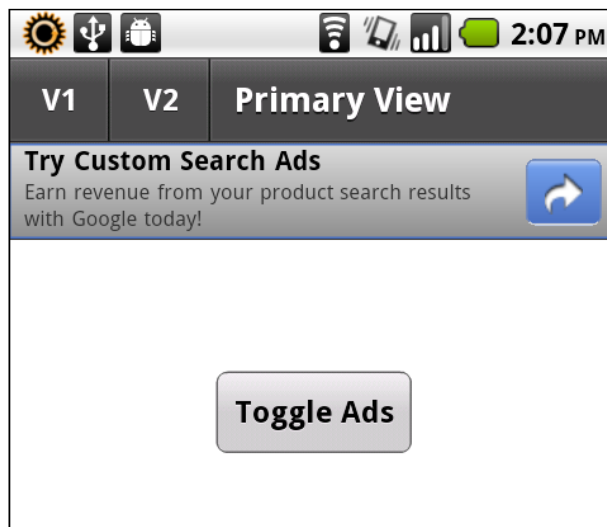 2:07 PM
V1 V2 Primary View
Try Custom Search Ads
Earn revenue from your product search results
with Google today!
Toggle Ads